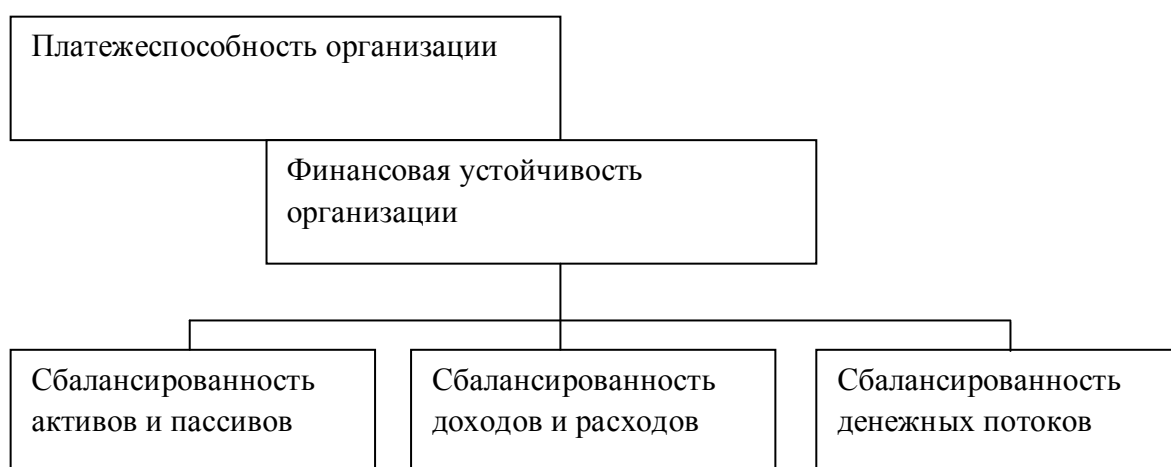 Платежеспособность организации
Финансовая устойчивость
организации
Сбалансированность
активов и пассивов
Сбалансированность
доходов и расходов
Сбалансированность
денежных потоков